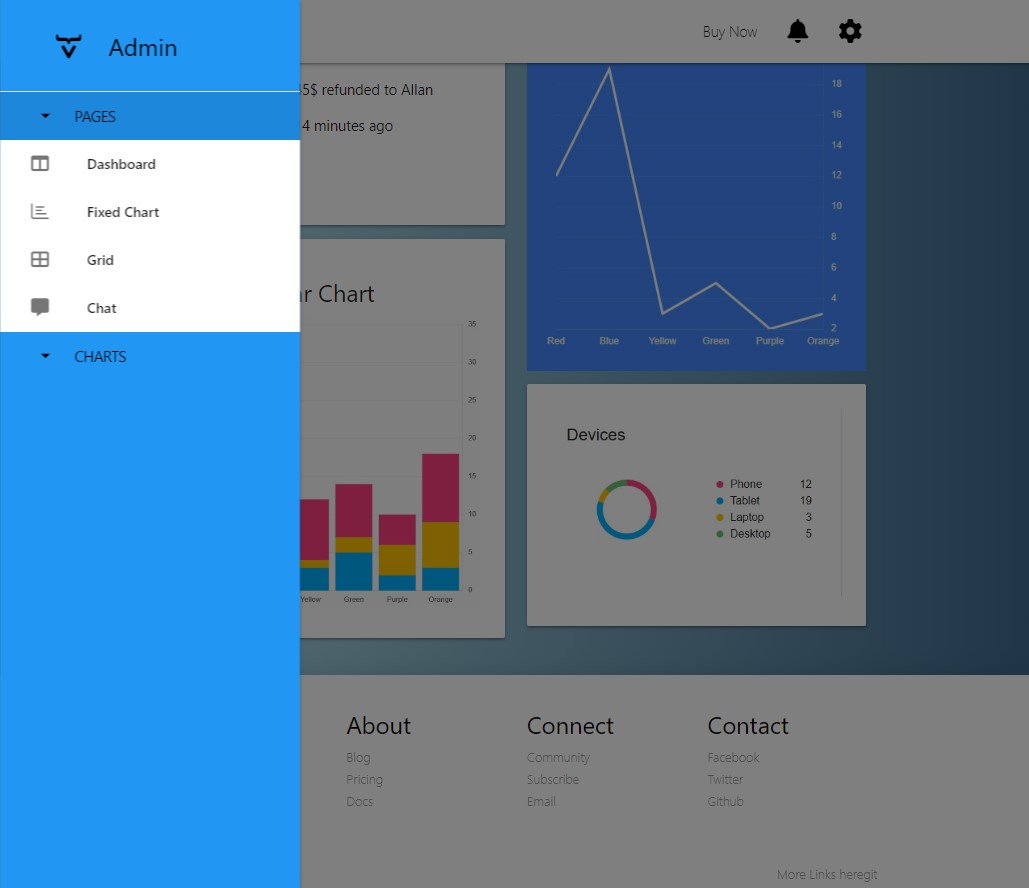 Admin
Buy Now
PAGES
Dashboard
Fixed Chart
Grid
Chat
CHARTS
5$ refunded to Allan
4 minutes ago
18
16
14
12
10
8
6
4
2
Red Blue Yellow Green Purple Orange
r Chart
35
30
25
20
15
10
5
0
Yellow Green Purple Orange
Devices
Phone 12
Tablet 19
Laptop 3
Desktop 5
About
Blog
Pricing
Docs
Connect
Community
Subscribe
Email
Contact
Facebook
Twitter
Github
More Links heregit